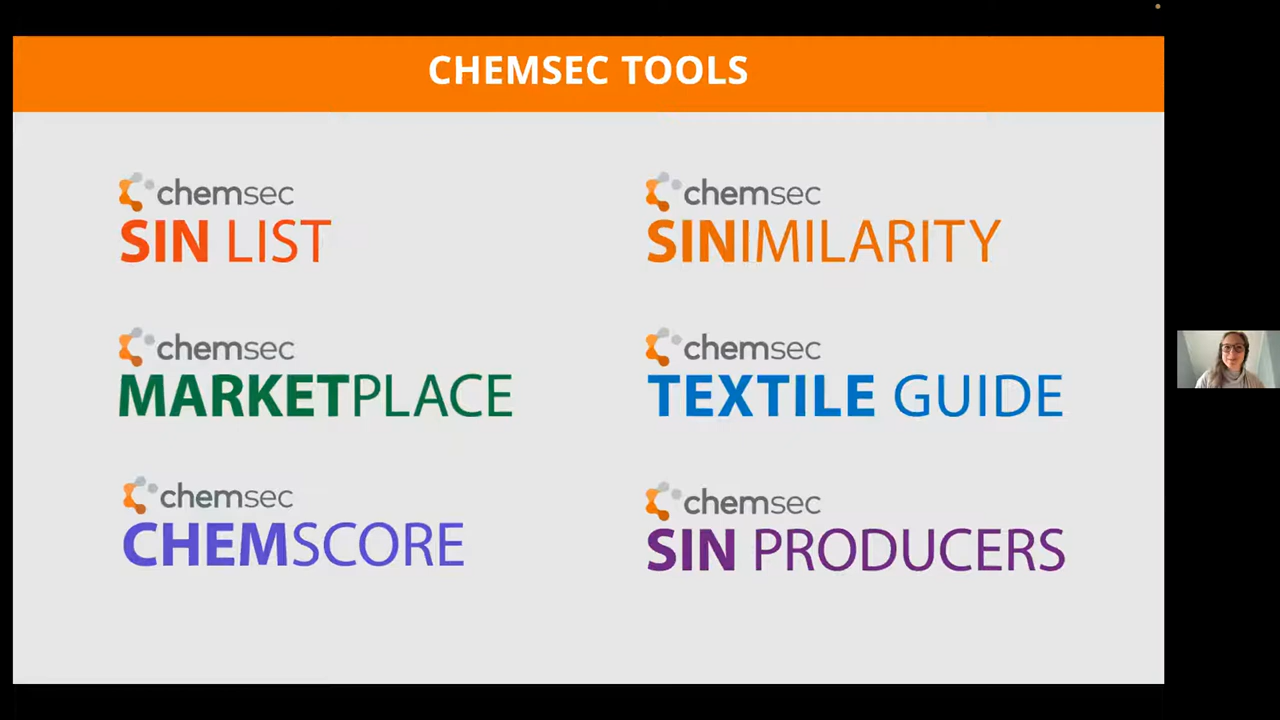 CHEMSEC TOOLS
chemsec
SIN LIST
chemsec
SINIMILARITY
chemsec
MARKETPLACE
chemsec
TEXTILE GUIDE
chemsec
CHEMSCORE
chemsec
SIN PRODUCERS